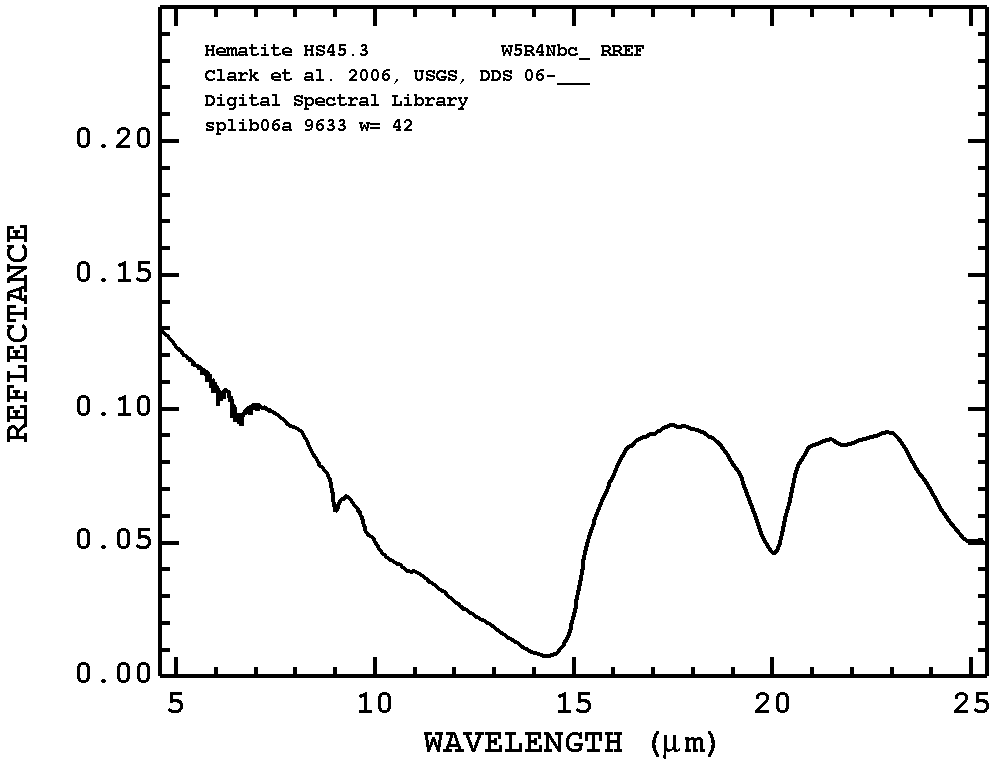 Hematite HS45.3 W5R4Nbc_ RREF
Clark et al. 2006, USGS, DDS 06-___
Digital Spectral Library
splib06a 9633 w= 42
0.20
0.15
0.10
0.05
0.00
REFLECTANCE
5 10 15 20 25
WAVELENGTH (μm)